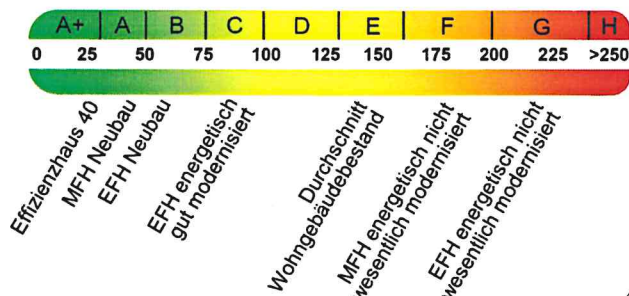 A+ A B C D E F G H
0 25 50 75 100 125 150 175 200 225 >250
Effizienzhaus 40
MFH Neubau
EFH Neubau
EFH energetisch
gut modernisiert
Durchschnitt
Wohngebäudebestand
MFH energetisch nicht
wesentlich modernisiert
EFH energetisch nicht
wesentlich modernisiert